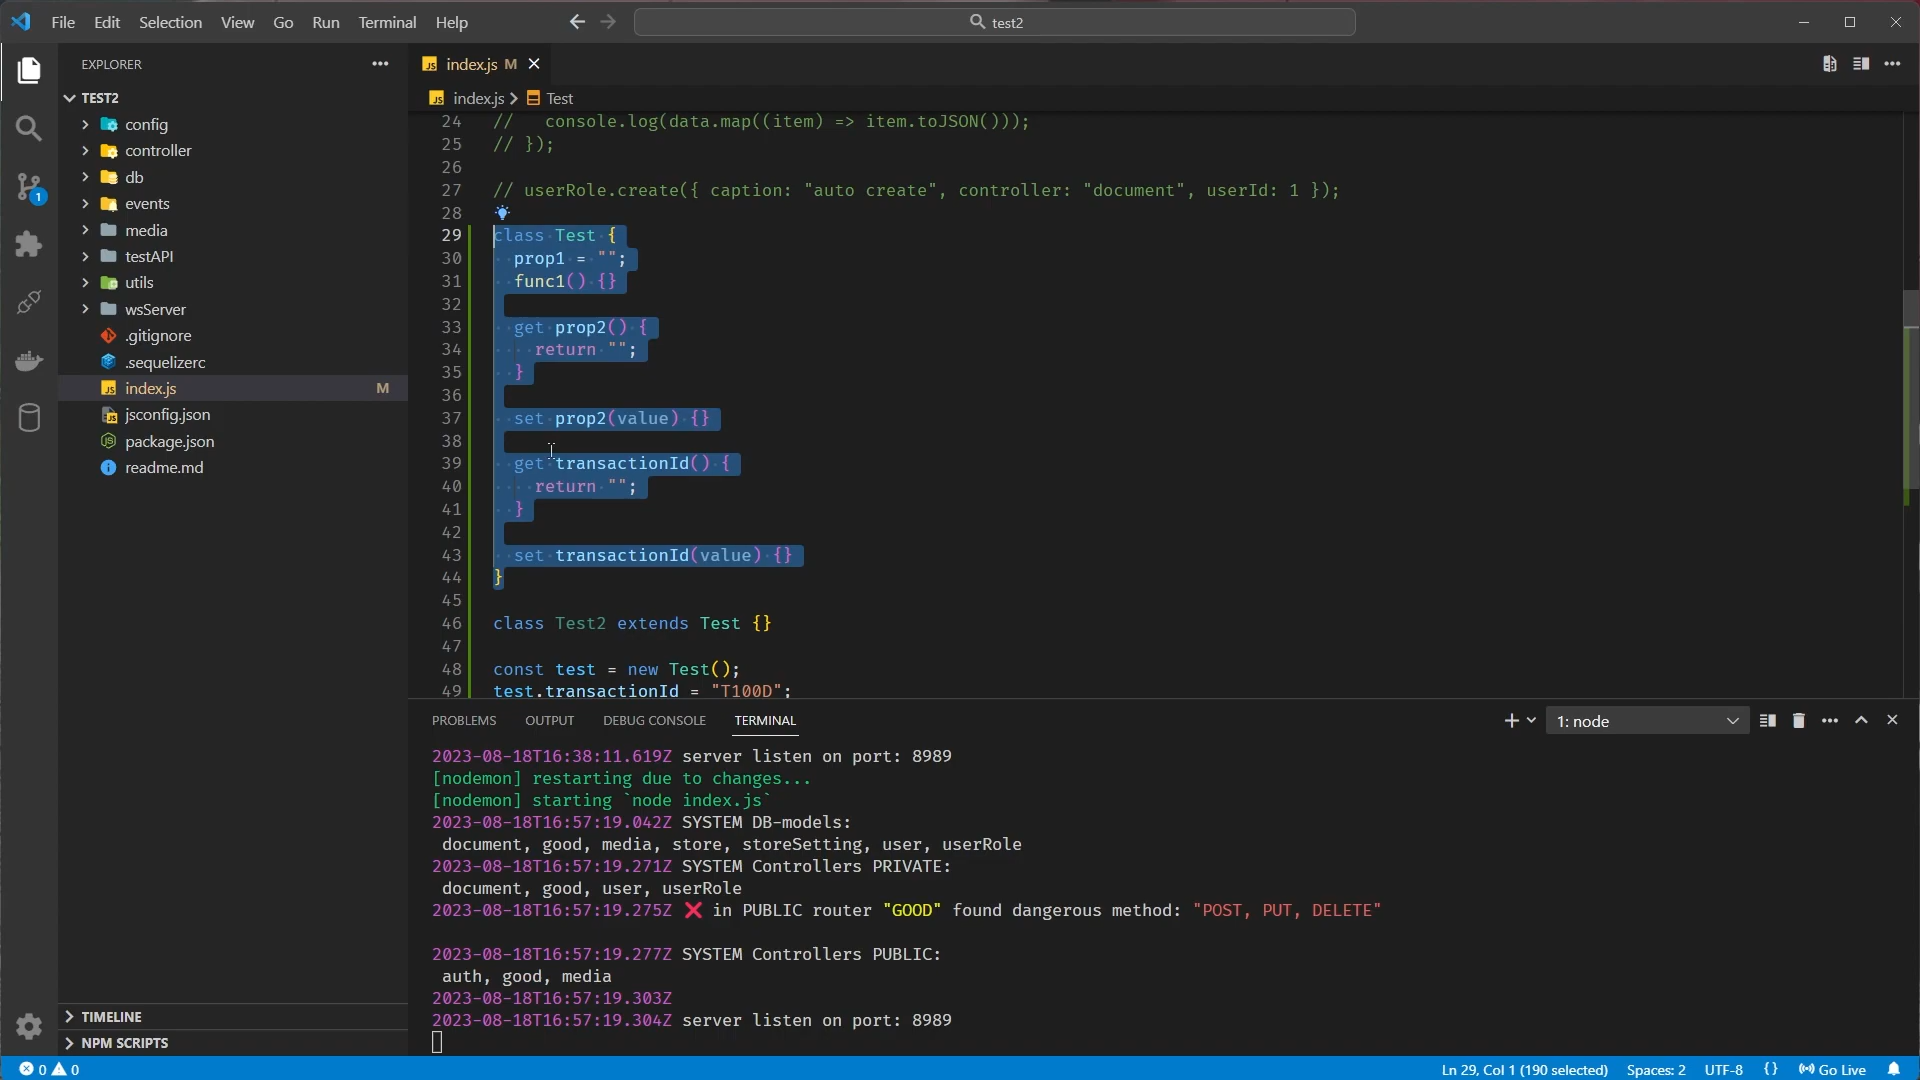 File Edit Selection View Go Run Terminal Help
test2
EXPLORER
TEST2
config
controller
db
events
media
testAPI
utils
wsServer
.gitignore
.sequelizerc
index.js M
jsconfig.json
package.json
readme.md
TIMELINE
NPM SCRIPTS
1
JS index.js M
JS index.js > Test
24 //   console.log(data.map((item) => item.toJSON()));
25 // });
26
27 // userRole.create({ caption: "auto create", controller: "document", userId: 1 });
28
29 class Test {
30   prop1 = "";
31   func1() {}
32
33   get prop2() {
34     return "";
35   }
36
37   set prop2(value) {}
38
39   get transactionId() {
40     return "";
41   }
42
43   set transactionId(value) {}
44 }
45
46 class Test2 extends Test {}
47
48 const test = new Test();
49 test.transactionId = "T100D";
PROBLEMS OUTPUT DEBUG CONSOLE TERMINAL
1: node
2023-08-18T16:38:11.619Z server listen on port: 8989
[nodemon] restarting due to changes...
[nodemon] starting `node index.js`
2023-08-18T16:57:19.042Z SYSTEM DB-models:
document, good, media, store, storeSetting, user, userRole
2023-08-18T16:57:19.271Z SYSTEM Controllers PRIVATE:
document, good, user, userRole
2023-08-18T16:57:19.275Z ❌ in PUBLIC router "GOOD" found dangerous method: "POST, PUT, DELETE"
2023-08-18T16:57:19.277Z SYSTEM Controllers PUBLIC:
auth, good, media
2023-08-18T16:57:19.303Z
2023-08-18T16:57:19.304Z server listen on port: 8989
0 0
Ln 29, Col 1 (190 selected) Spaces: 2 UTF-8 {} Go Live